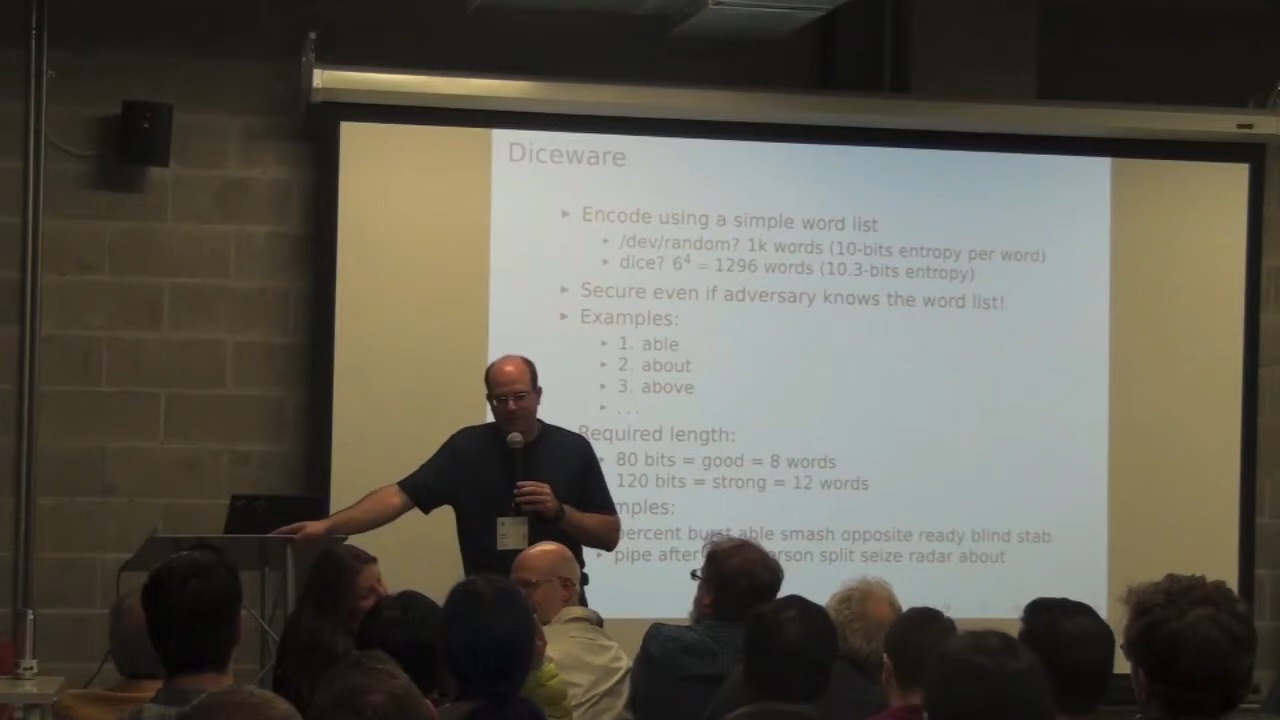 Diceware
Encode using a simple word list
/dev/random? 1k words (10-bits entropy per word)
dice? 6⁴ = 1296 words (10.3-bits entropy)
Secure even if adversary knows the word list!
Examples:
1. able
2. about
3. above
...
Required length:
80 bits = good = 8 words
120 bits = strong = 12 words
mples:
percent burst able smash opposite ready blind stab
pipe after erson split seize radar about